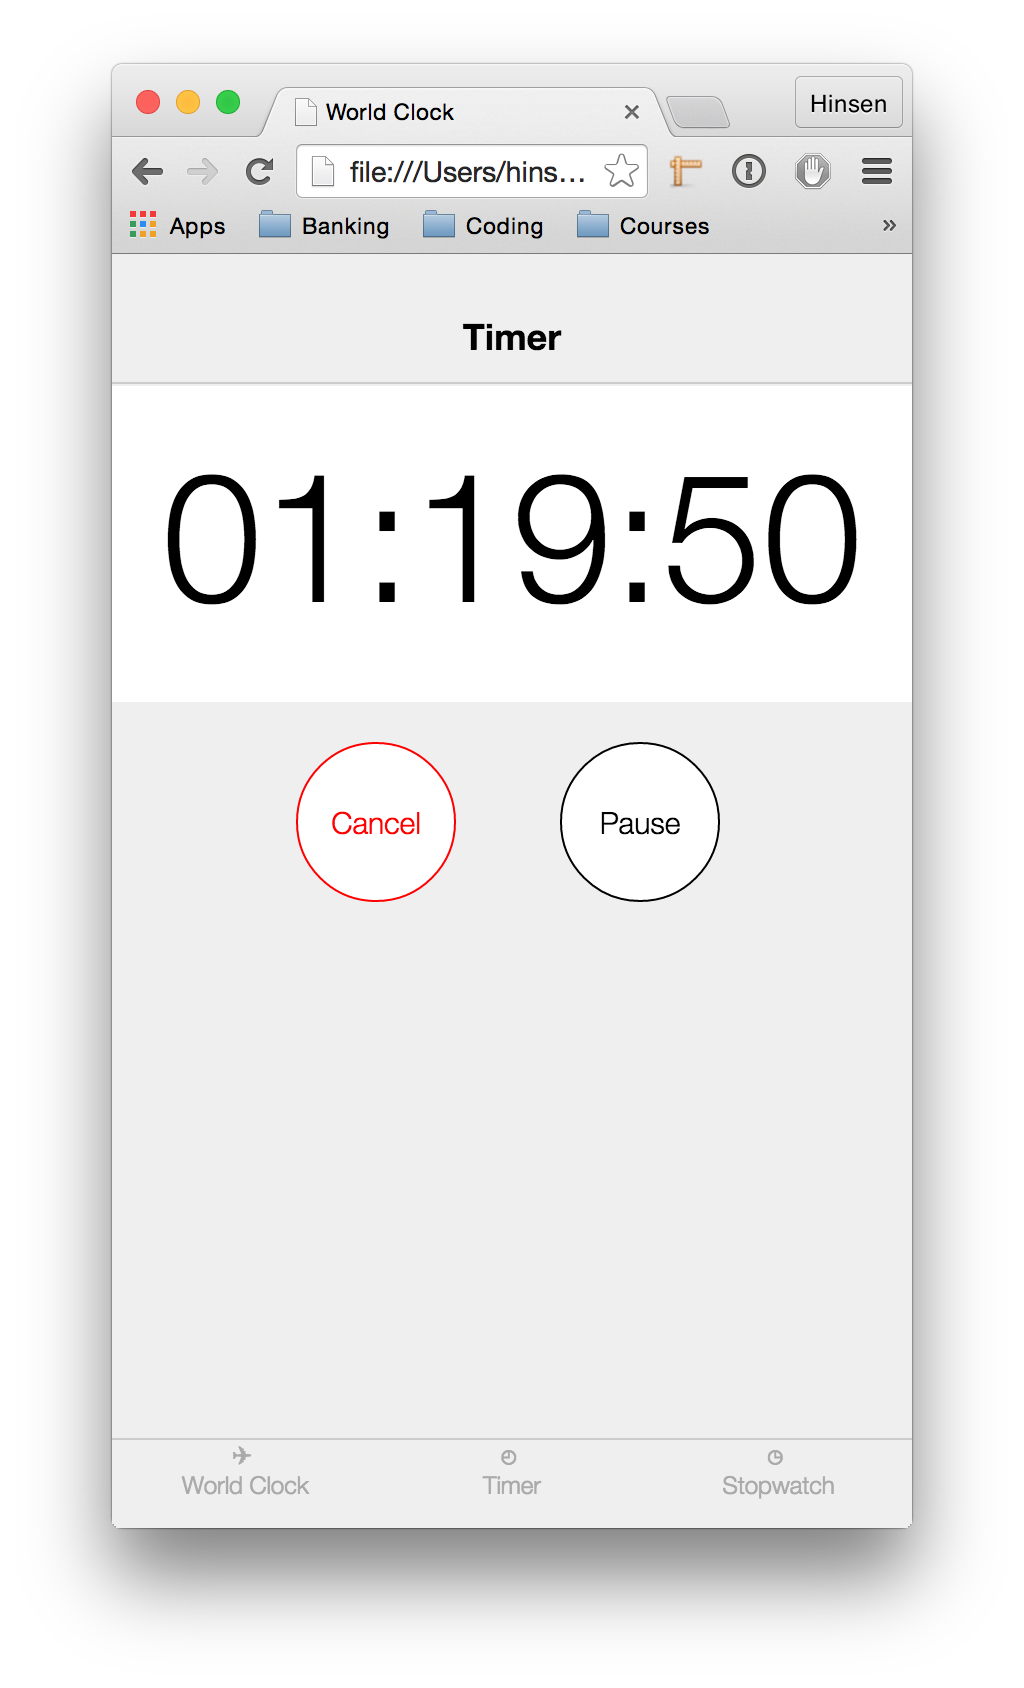 World Clock
Hinsen
file:///Users/hins...
Apps Banking Coding Courses »
Timer
01:19:50
Cancel Pause
World Clock Timer Stopwatch